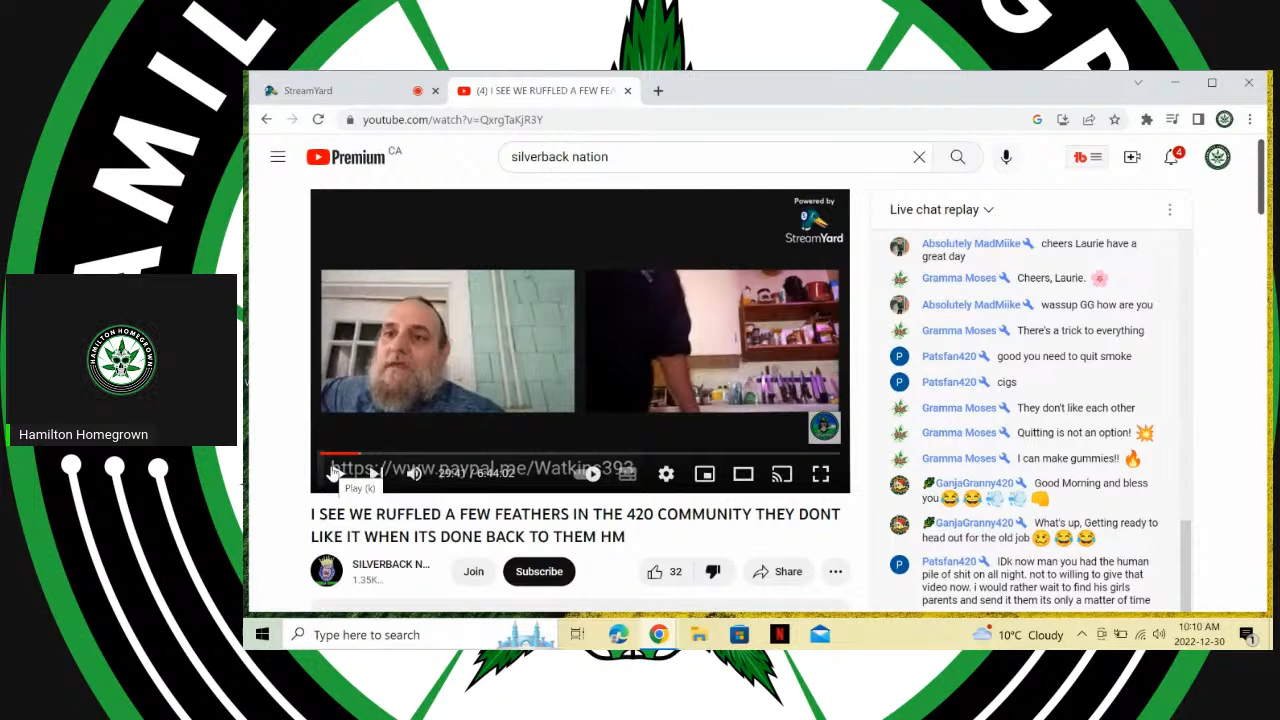 HAMIL
GR
StreamYard
(4) I SEE WE RUFFLED A FEW FEA
youtube.com/watch?v=QxrgTaKjR3Y
Premium CA
silverback nation
4
Powered by
StreamYard
https://www.paypal.me/Watkins393
29:47 / 6:44:02
Play (k)
I SEE WE RUFFLED A FEW FEATHERS IN THE 420 COMMUNITY THEY DONT
LIKE IT WHEN ITS DONE BACK TO THEM HM
SILVERBACK N...
1.35K...
Join
Subscribe
32
Share
Live chat replay
Absolutely MadMiike cheers Laurie have a
great day
Gramma Moses Cheers, Laurie.
Absolutely MadMiike wassup GG how are you
Gramma Moses There's a trick to everything
Patsfan420 good you need to quit smoke
Patsfan420 cigs
Gramma Moses They don't like each other
Gramma Moses Quitting is not an option!
Gramma Moses I can make gummies!!
GanjaGranny420 Good Morning and bless
you
GanjaGranny420 What's up, Getting ready to
head out for the old job
Patsfan420 iDk now man you had the human
pile of shit on all night. not to willing to give that
video now. i would rather wait to find his girls
parents and send it them its only a matter of time
HAMILTON HOMEGROWN
Hamilton Homegrown
Type here to search
10°C Cloudy
10:10 AM
2022-12-30